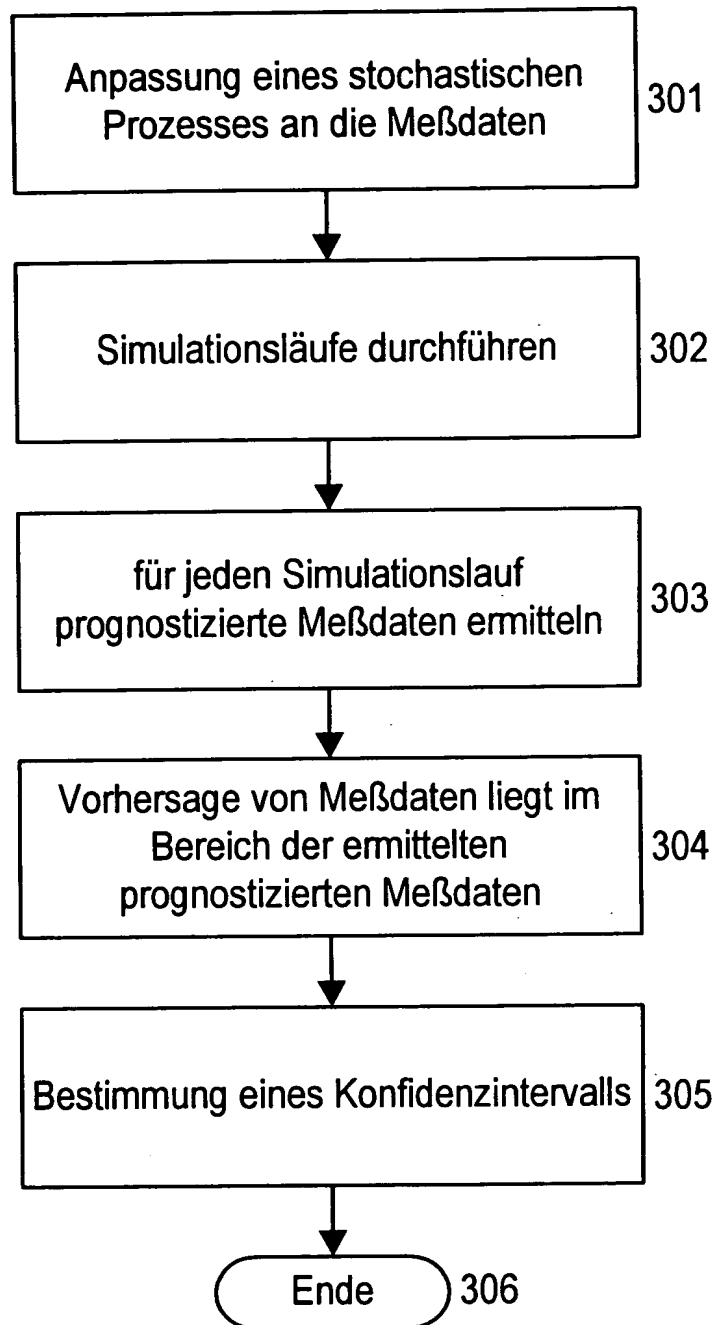 Anpassung eines stochastischen
Prozesses an die Meßdaten
301
Simulationsläufe durchführen
302
für jeden Simulationslauf
prognostizierte Meßdaten ermitteln
303
Vorhersage von Meßdaten liegt im
Bereich der ermittelten
prognostizierten Meßdaten
304
Bestimmung eines Konfidenzintervalls
305
Ende
306